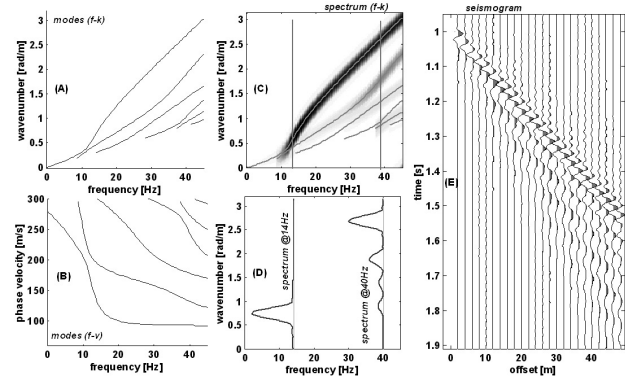 modes (f-k)
3
2.5
2
1.5
1
0.5
0
wavenumber [rad/m]
(A)
0 10 20 30 40
frequency [Hz]
spectrum (f-k)
3
2.5
2
1.5
1
0.5
0
wavenumber [rad/m]
(C)
0 10 20 30 40
frequency [Hz]
300
250
200
150
100
phase velocity [m/s]
(B)
modes (f-v)
0 10 20 30 40
frequency [Hz]
3
2.5
2
1.5
1
0.5
0
wavenumber [rad/m]
(D)
spectrum @14Hz
spectrum @40Hz
0 10 20 30 40
frequency [Hz]
seismogram
1
1.1
1.2
1.3
1.4
1.5
1.6
1.7
1.8
1.9
time [s]
(E)
0 10 20 30 40
offset [m]